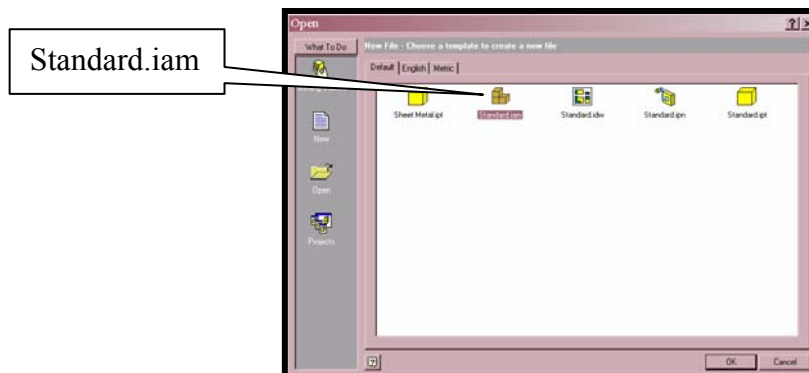 Standard.iam
Open
What To Do
New File - Choose a template to create a new file
Default English Metric
Sheet Metal.ipt Standard.iam Standard.idw Standard.ipn Standard.ipt
New
Open
Projects
OK Cancel